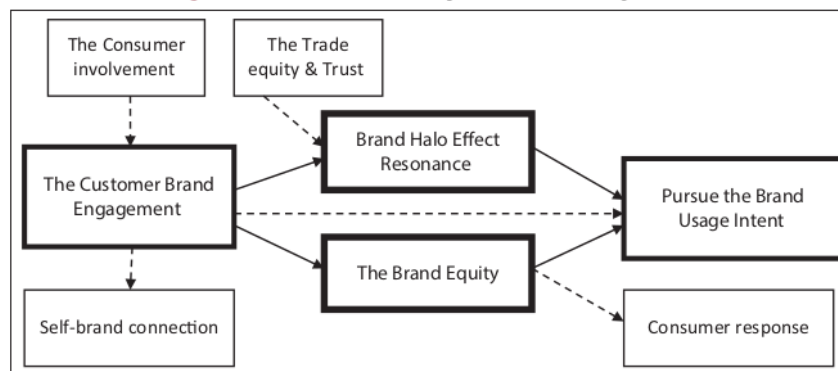 The Consumer
involvement
The Trade
equity & Trust
Brand Halo Effect
Resonance
The Customer Brand
Engagement
Pursue the Brand
Usage Intent
The Brand Equity
Self-brand connection
Consumer response